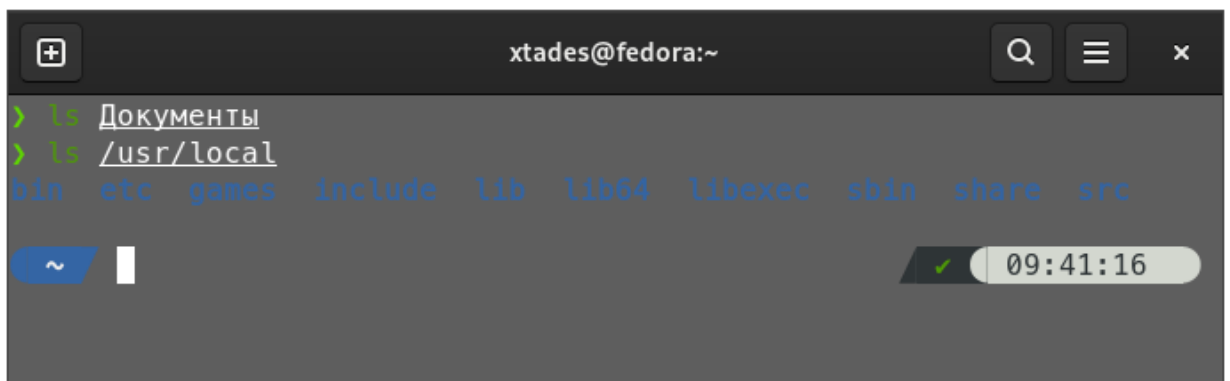 xtades@fedora:~
❯ ls Документы
❯ ls /usr/local
bin etc games include lib lib64 libexec sbin share src
~ ✔ 09:41:16